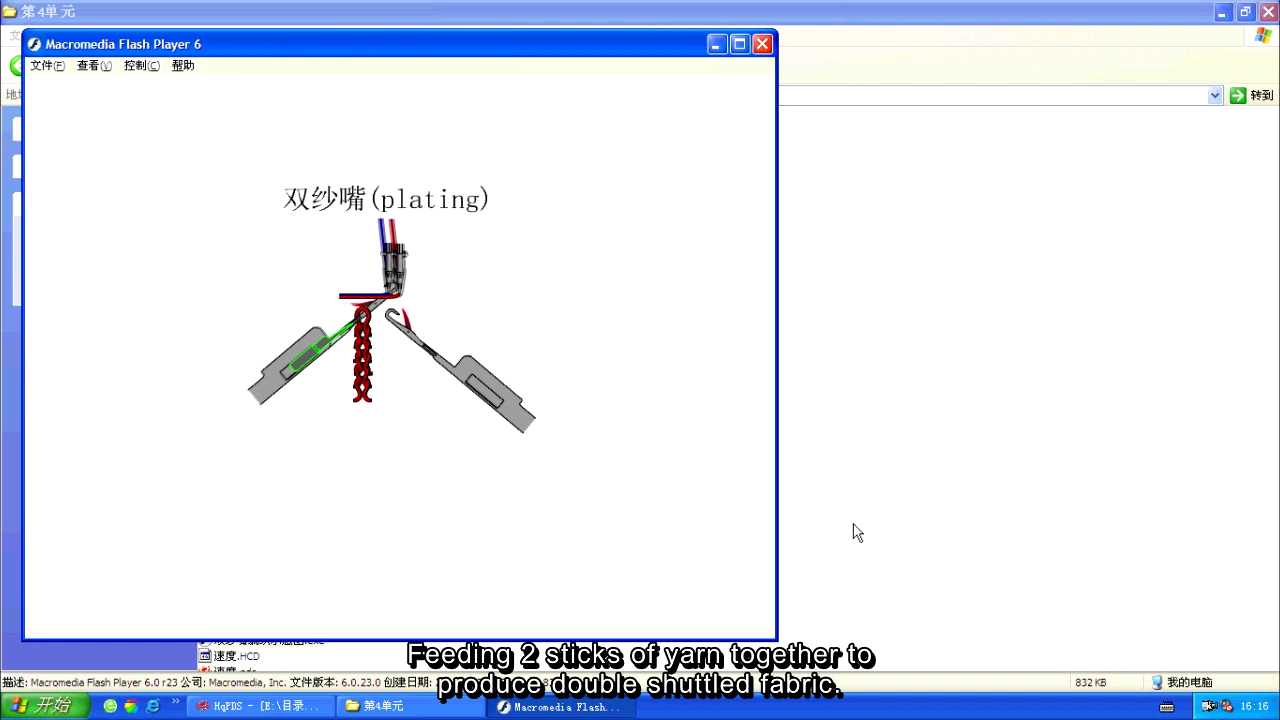 第4单元
Macromedia Flash Player 6
文件(F) 查看(V) 控制(C) 帮助
转到
双纱嘴(plating)
Feeding 2 sticks of yarn together to
produce double shuttled fabric.
速度.HCD
描述: Macromedia Flash Player 6.0 r23 公司: Macromedia, Inc. 文件版本: 6.0.23.0 创建日期:
832 KB
我的电脑
开始
HqPDS - [E:\目录...
第4单元
Macromedia Flash...
16:16